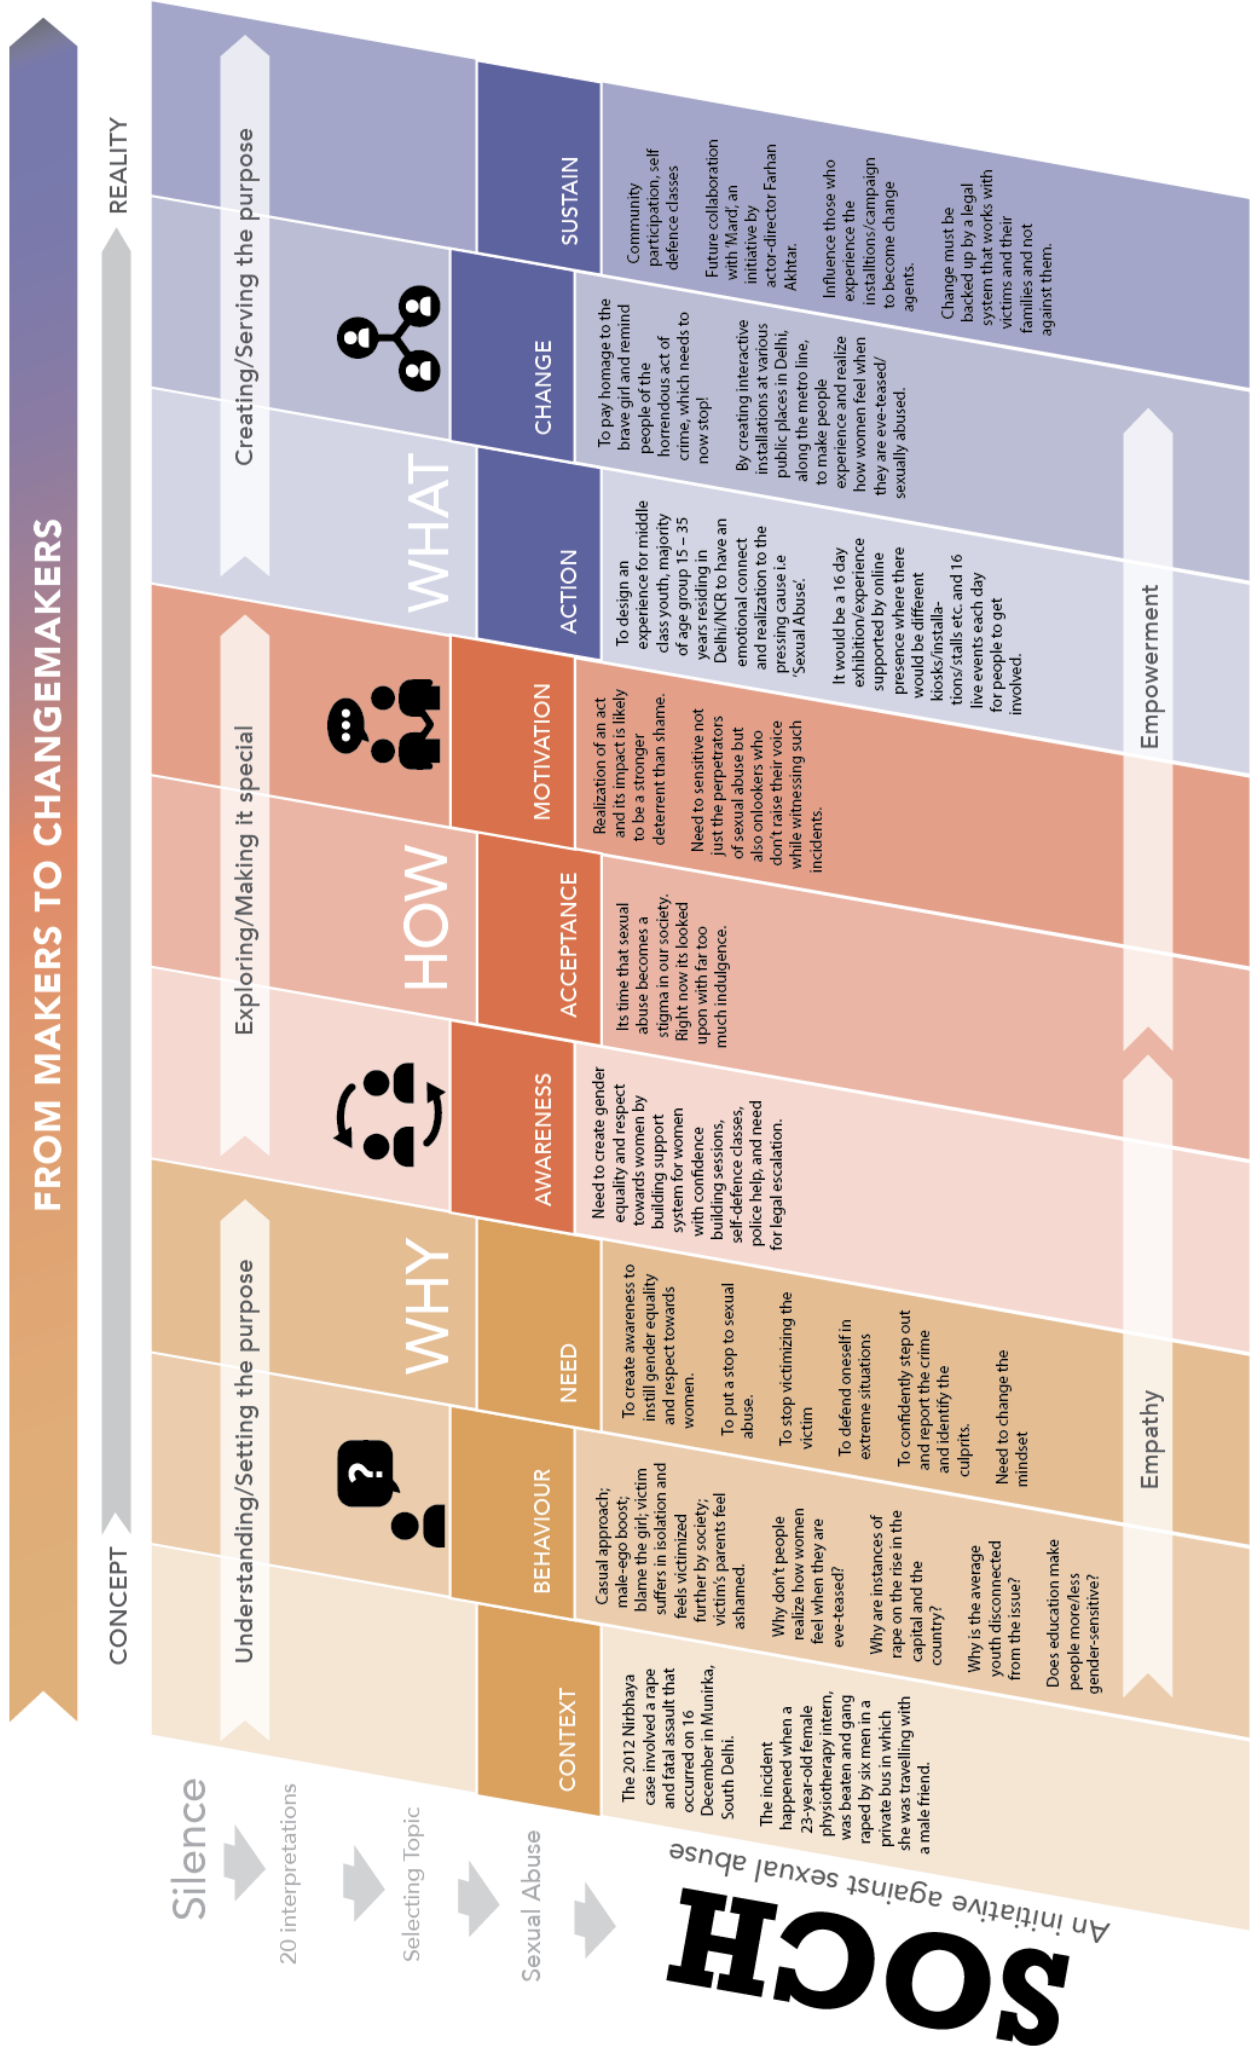 FROM MAKERS TO CHANGEMAKERS
CONCEPT
REALITY
Silence
20 interpretations
Selecting Topic
Sexual Abuse
SOCH
An initiative against sexual abuse
Understanding/Setting the purpose
Exploring/Making it special
Creating/Serving the purpose
?
WHY
HOW
WHAT
CONTEXT
The 2012 Nirbhaya
case involved a rape
and fatal assault that
occurred on 16
December in Munirka,
South Delhi.
The incident
happened when a
23-year-old female
physiotherapy intern,
was beaten and gang
raped by six men in a
private bus in which
she was travelling with
a male friend.
BEHAVIOUR
Casual approach;
male-ego boost;
blame the girl; victim
suffers in isolation and
feels victimized
further by society;
victim's parents feel
ashamed.
Why don't people
realize how women
feel when they are
eve-teased?
Why are instances of
rape on the rise in the
capital and the
country?
Why is the average
youth disconnected
from the issue?
Does education make
people more/less
gender-sensitive?
NEED
To create awareness to
instill gender equality
and respect towards
women.
To put a stop to sexual
abuse.
To stop victimizing the
victim
To defend oneself in
extreme situations
To confidently step out
and report the crime
and identify the
culprits.
Need to change the
mindset
AWARENESS
Need to create gender
equality and respect
towards women by
building support
system for women
with confidence
building sessions,
self-defence classes,
police help, and need
for legal escalation.
ACCEPTANCE
Its time that sexual
abuse becomes a
stigma in our society.
Right now its looked
upon with far too
much indulgence.
MOTIVATION
Realization of an act
and its impact is likely
to be a stronger
deterrent than shame.
Need to sensitive not
just the perpetrators
of sexual abuse but
also onlookers who
don't raise their voice
while witnessing such
incidents.
ACTION
To design an
experience for middle
class youth, majority
of age group 15 – 35
years residing in
Delhi/NCR to have an
emotional connect
and realization to the
pressing cause i.e
'Sexual Abuse'.
It would be a 16 day
exhibition/experience
supported by online
presence where there
would be different
kiosks/installa-
tions/stalls etc. and 16
live events each day
for people to get
involved.
CHANGE
To pay homage to the
brave girl and remind
people of the
horrendous act of
crime, which needs to
now stop!
By creating interactive
installations at various
public places in Delhi,
along the metro line,
to make people
experience and realize
how women feel when
they are eve-teased/
sexually abused.
SUSTAIN
Community
participation, self
defence classes
Future collaboration
with 'Mard', an
initiative by
actor-director Farhan
Akhtar.
Influence those who
experience the
installtions/campaign
to become change
agents.
Change must be
backed up by a legal
system that works with
victims and their
families and not
against them.
Empathy
Empowerment